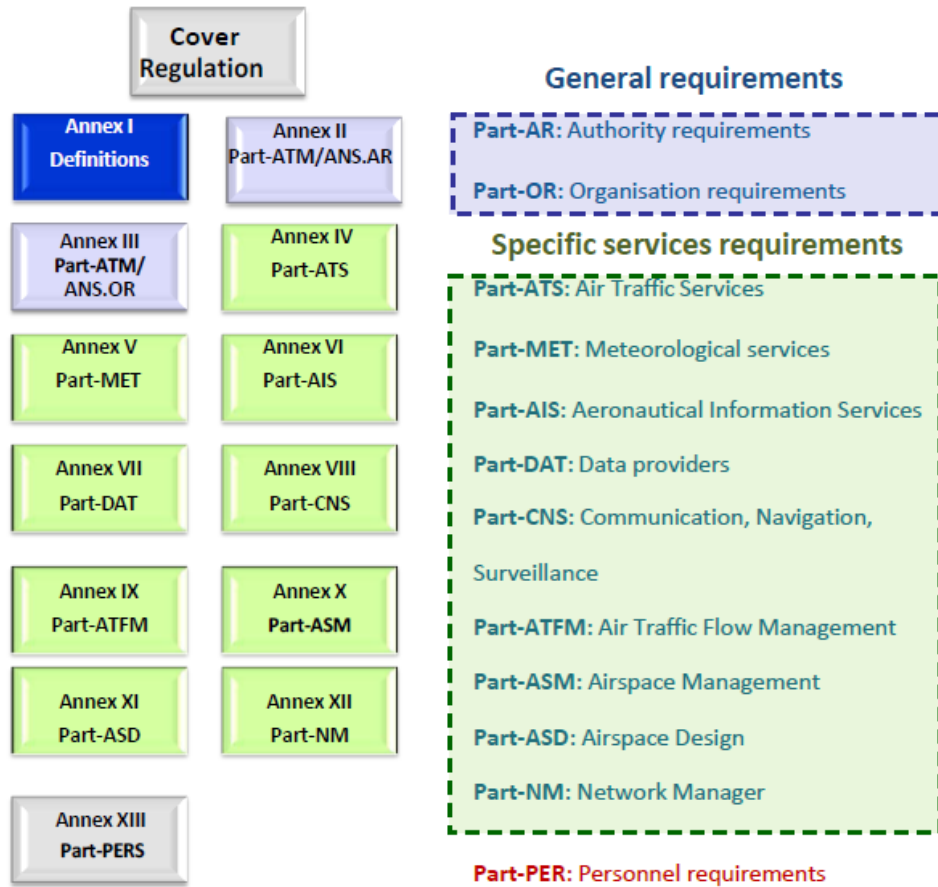 Cover
Regulation
Annex I
Definitions
Annex II
Part-ATM/ANS.AR
Annex III
Part-ATM/
ANS.OR
Annex IV
Part-ATS
Annex V
Part-MET
Annex VI
Part-AIS
Annex VII
Part-DAT
Annex VIII
Part-CNS
Annex IX
Part-ATFM
Annex X
Part-ASM
Annex XI
Part-ASD
Annex XII
Part-NM
Annex XIII
Part-PERS
General requirements
Part-AR: Authority requirements
Part-OR: Organisation requirements
Specific services requirements
Part-ATS: Air Traffic Services
Part-MET: Meteorological services
Part-AIS: Aeronautical Information Services
Part-DAT: Data providers
Part-CNS: Communication, Navigation,
Surveillance
Part-ATFM: Air Traffic Flow Management
Part-ASM: Airspace Management
Part-ASD: Airspace Design
Part-NM: Network Manager
Part-PER: Personnel requirements